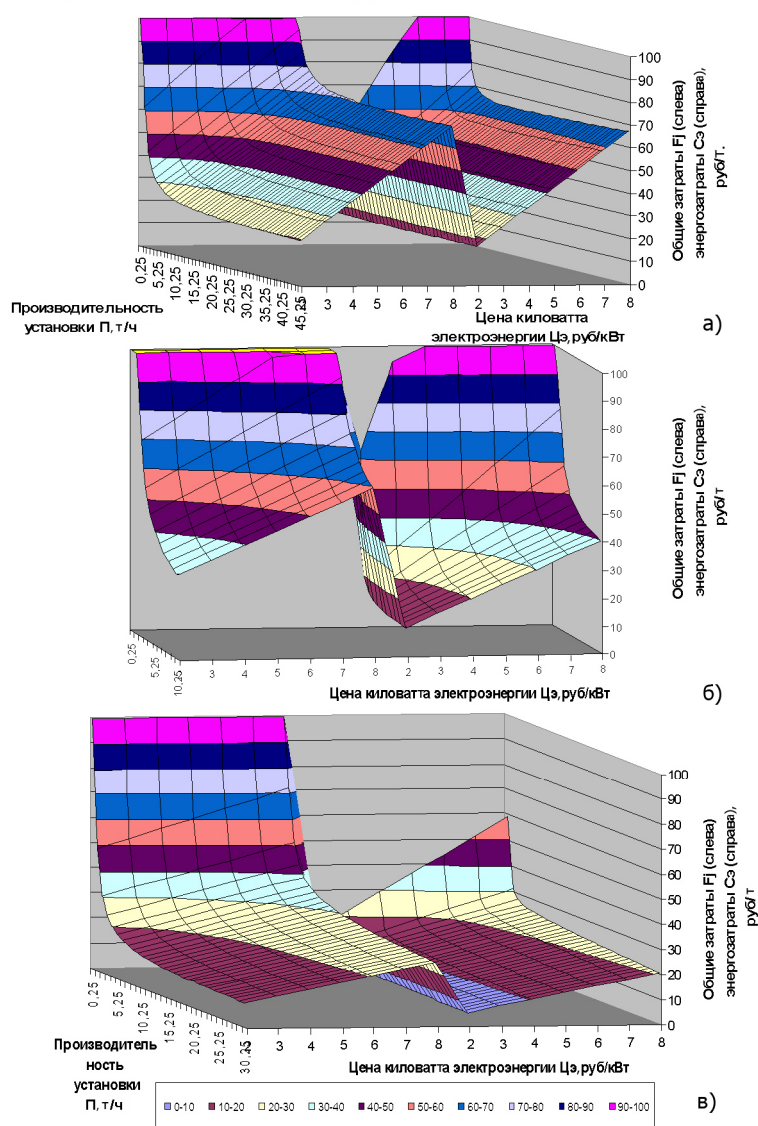 100
90
80
70
60
50
40
30
20
10
0
Общие затраты Fj (слева)
энергозатраты Сэ (справа),
руб/т.
0,25
5,25
10,25
15,25
20,25
25,25
30,25
35,25
40,25
45,25
3 4 5 6 7 8 2 3 4 5 6 7 8
Производительность
установки П, т/ч
Цена киловатта
электроэнергии Цэ,руб/кВт
а)
100
90
80
70
60
50
40
30
20
10
0
Общие затраты Fj (слева)
энергозатраты Сэ (справа),
руб/т
0,25
5,25
10,25
3 4 5 6 7 8 2 3 4 5 6 7 8
Цена киловатта электроэнергии Цэ,руб/кВт
б)
100
90
80
70
60
50
40
30
20
10
0
Общие затраты Fj (слева)
энергозатраты Сэ (справа),
руб/т
0,25
5,25
10,25
15,25
20,25
25,25
30,25
3 4 5 6 7 8 2 3 4 5 6 7 8
Производитель
ность
установки
П, т/ч
Цена киловатта электроэнергии Цэ,руб/кВт
0-10 10-20 20-30 30-40 40-50 50-60 60-70 70-80 80-90 90-100
в)